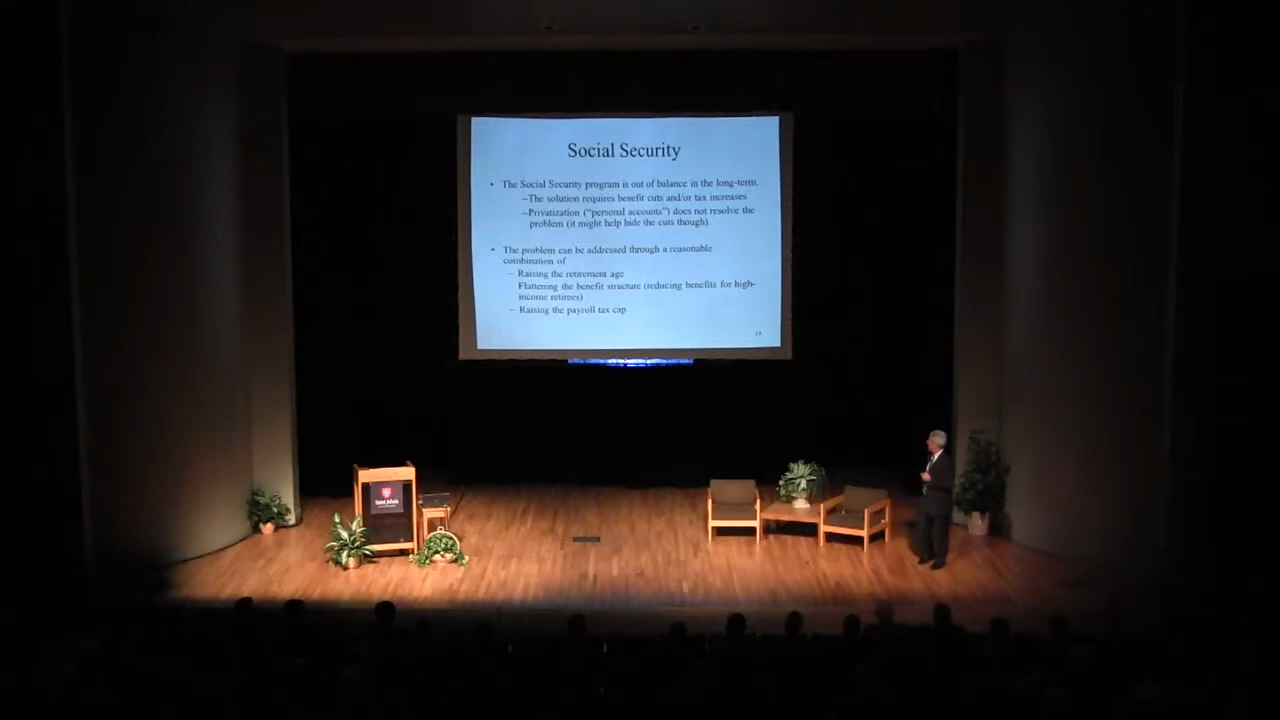 Social Security
• The Social Security program is out of balance in the long-term.
–The solution requires benefit cuts and/or tax increases
–Privatization ("personal accounts") does not resolve the
problem (it might help hide the cuts though).
• The problem can be addressed through a reasonable
combination of
– Raising the retirement age
– Flattening the benefit structure (reducing benefits for high-
income retirees)
– Raising the payroll tax cap
Saint John's